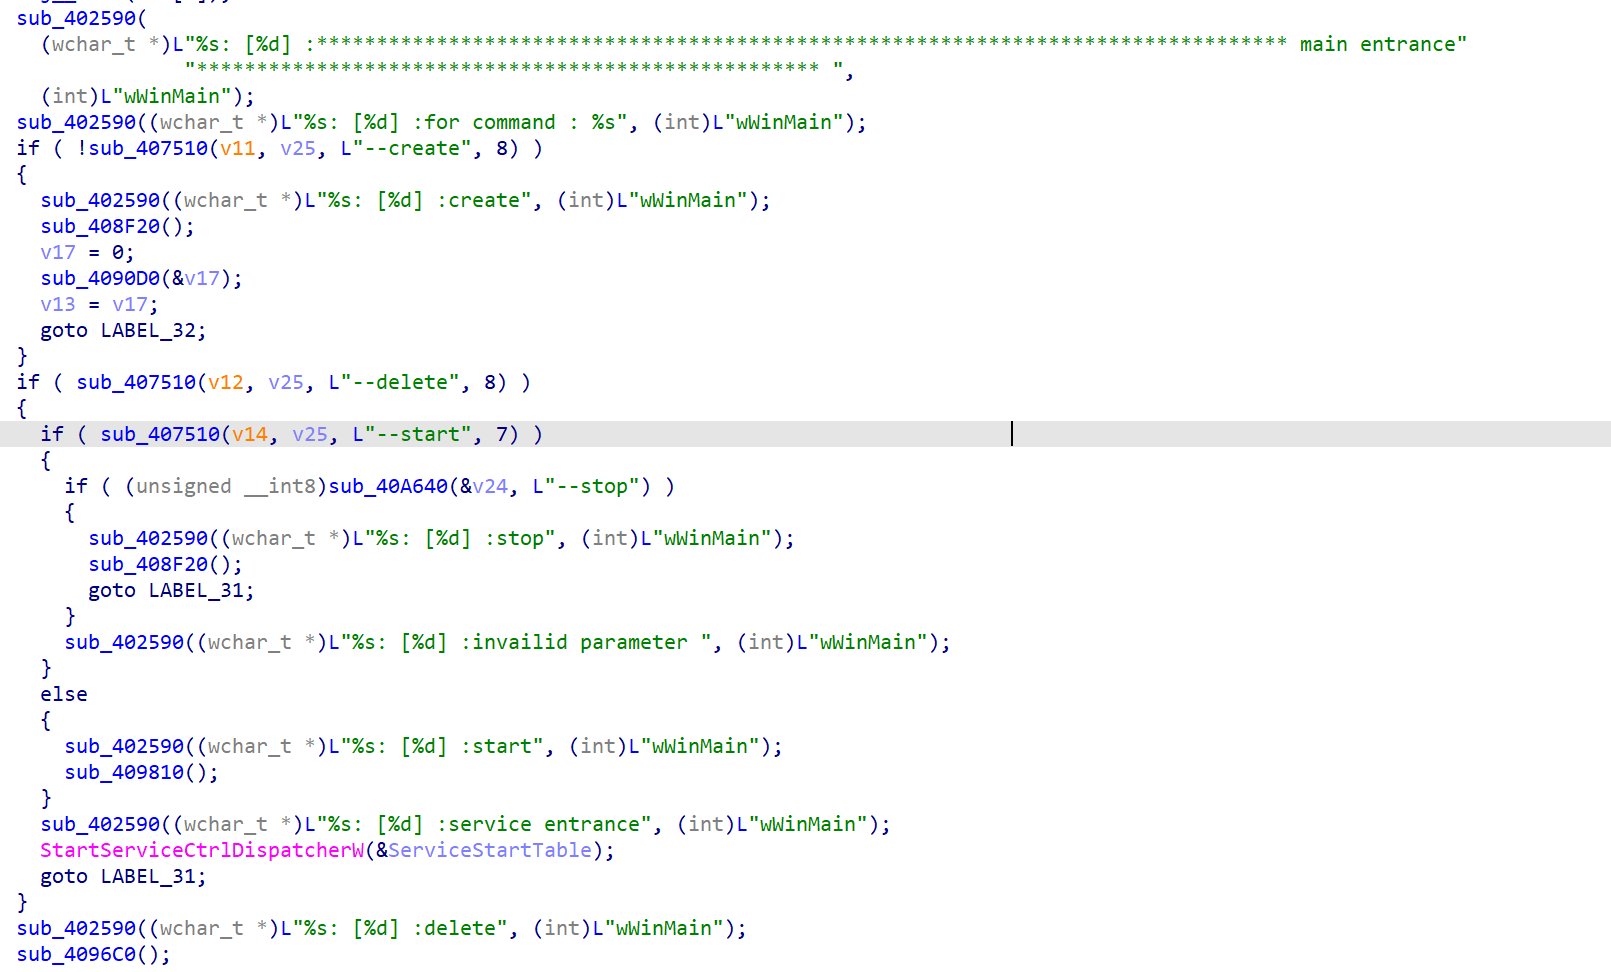 sub_402590(
(wchar_t *)L"%s: [%d] :********************************************************************************* main entrance"
"**************************************************** ",
(int)L"wWinMain");
sub_402590((wchar_t *)L"%s: [%d] :for command : %s", (int)L"wWinMain");
if ( !sub_407510(v11, v25, L"--create", 8) )
{
sub_402590((wchar_t *)L"%s: [%d] :create", (int)L"wWinMain");
sub_408F20();
v17 = 0;
sub_4090D0(&v17);
v13 = v17;
goto LABEL_32;
}
if ( sub_407510(v12, v25, L"--delete", 8) )
{
if ( sub_407510(v14, v25, L"--start", 7) )
{
if ( (unsigned __int8)sub_40A640(&v24, L"--stop") )
{
sub_402590((wchar_t *)L"%s: [%d] :stop", (int)L"wWinMain");
sub_408F20();
goto LABEL_31;
}
sub_402590((wchar_t *)L"%s: [%d] :invailid parameter ", (int)L"wWinMain");
}
else
{
sub_402590((wchar_t *)L"%s: [%d] :start", (int)L"wWinMain");
sub_409810();
}
sub_402590((wchar_t *)L"%s: [%d] :service entrance", (int)L"wWinMain");
StartServiceCtrlDispatcherW(&ServiceStartTable);
goto LABEL_31;
}
sub_402590((wchar_t *)L"%s: [%d] :delete", (int)L"wWinMain");
sub_4096C0();